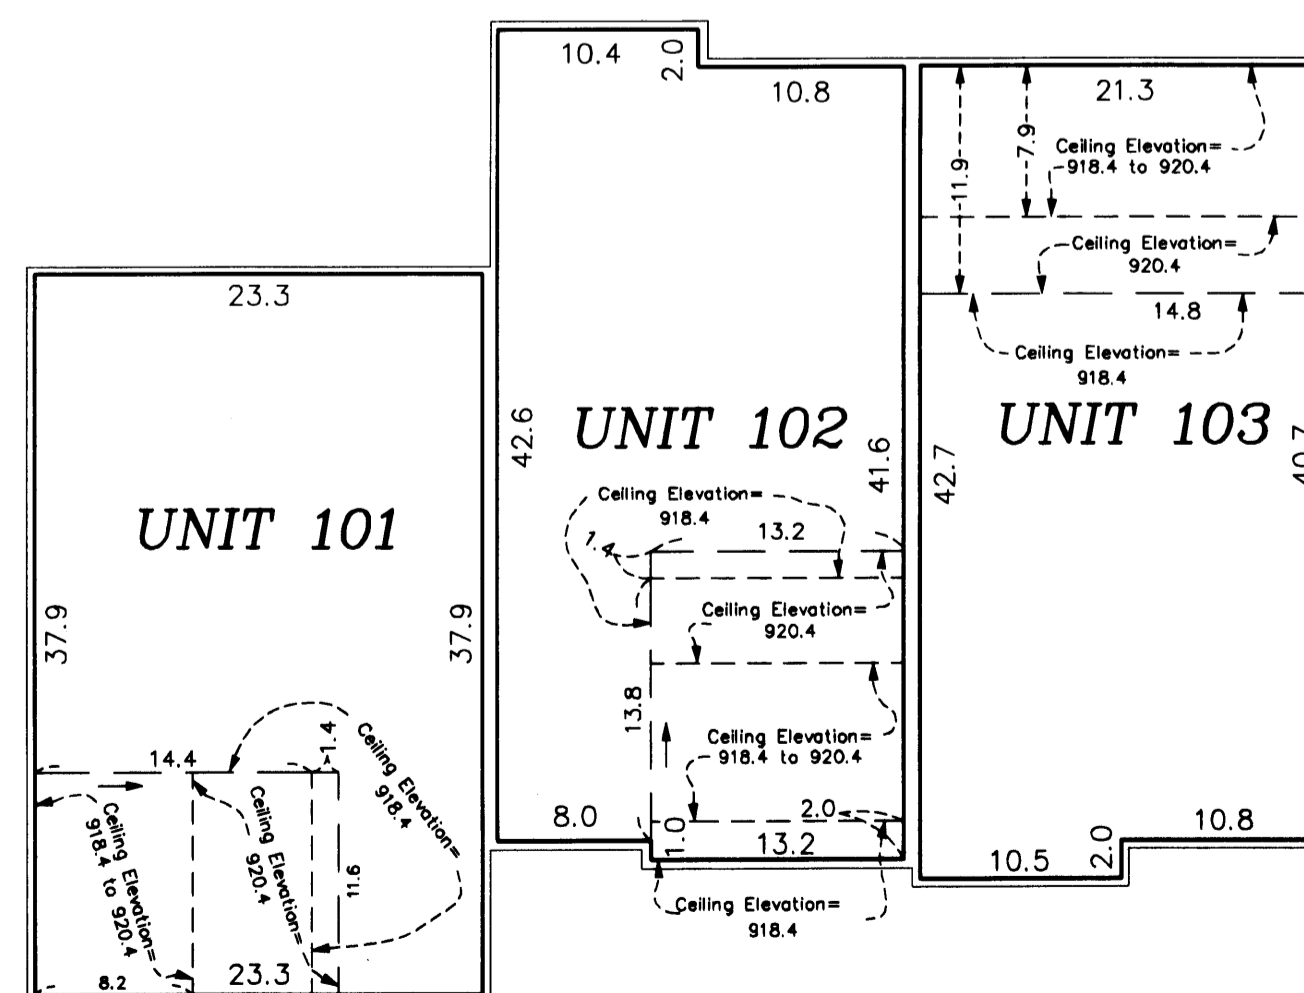 10.4
2.0
10.8
21.3
7.9
11.9
Ceiling Elevation=
918.4 to 920.4
Ceiling Elevation=
920.4
14.8
Ceiling Elevation=
918.4
23.3
UNIT 102
UNIT 103
42.6
41.6
42.7
UNIT 101
Ceiling Elevation=
918.4
13.2
1.4
37.9
37.9
Ceiling Elevation=
920.4
13.8
Ceiling Elevation=
918.4 to 920.4
14.4
1.4
Ceiling Elevation=
918.4
8.0
1.0
2.0
13.2
Ceiling Elevation=
918.4 to 920.4
Ceiling Elevation=
920.4
11.6
10.5
2.0
10.8
Ceiling Elevation=
918.4
8.2
23.3